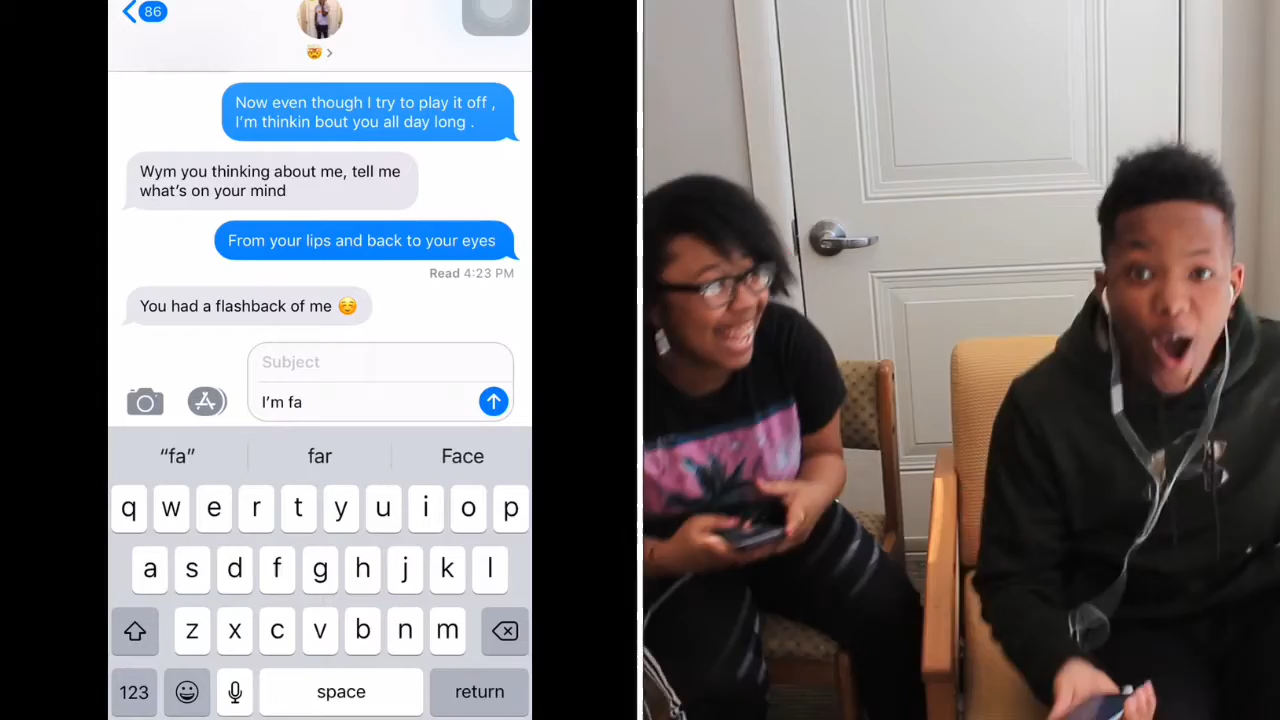 86
Now even though I try to play it off ,
I'm thinkin bout you all day long .
Wym you thinking about me, tell me
what's on your mind
From your lips and back to your eyes
Read 4:23 PM
You had a flashback of me ☺️
Subject
I'm fa
“fa” far Face
q w e r t y u i o p
a s d f g h j k l
z x c v b n m
123 space return